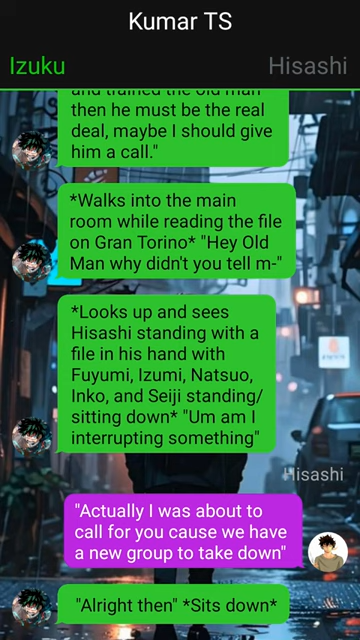 Kumar TS
Izuku
Hisashi
and trained the old man
then he must be the real
deal, maybe I should give
him a call."
*Walks into the main
room while reading the file
on Gran Torino* "Hey Old
Man why didn't you tell m-"
*Looks up and sees
Hisashi standing with a
file in his hand with
Fuyumi, Izumi, Natsuo,
Inko, and Seiji standing/
sitting down* "Um am I
interrupting something"
Hisashi
"Actually I was about to
call for you cause we have
a new group to take down"
"Alright then" *Sits down*